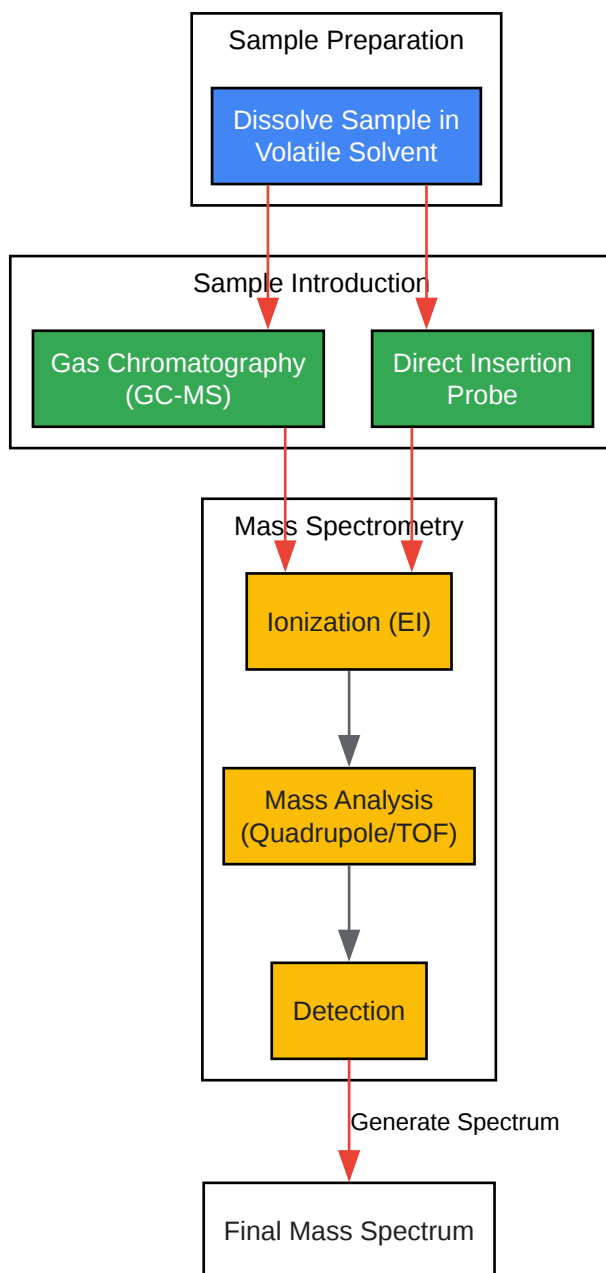 Sample Preparation
Dissolve Sample in
Volatile Solvent
Sample Introduction
Gas Chromatography
(GC-MS)
Direct Insertion
Probe
Mass Spectrometry
Ionization (EI)
Mass Analysis
(Quadrupole/TOF)
Detection
Generate Spectrum
Final Mass Spectrum